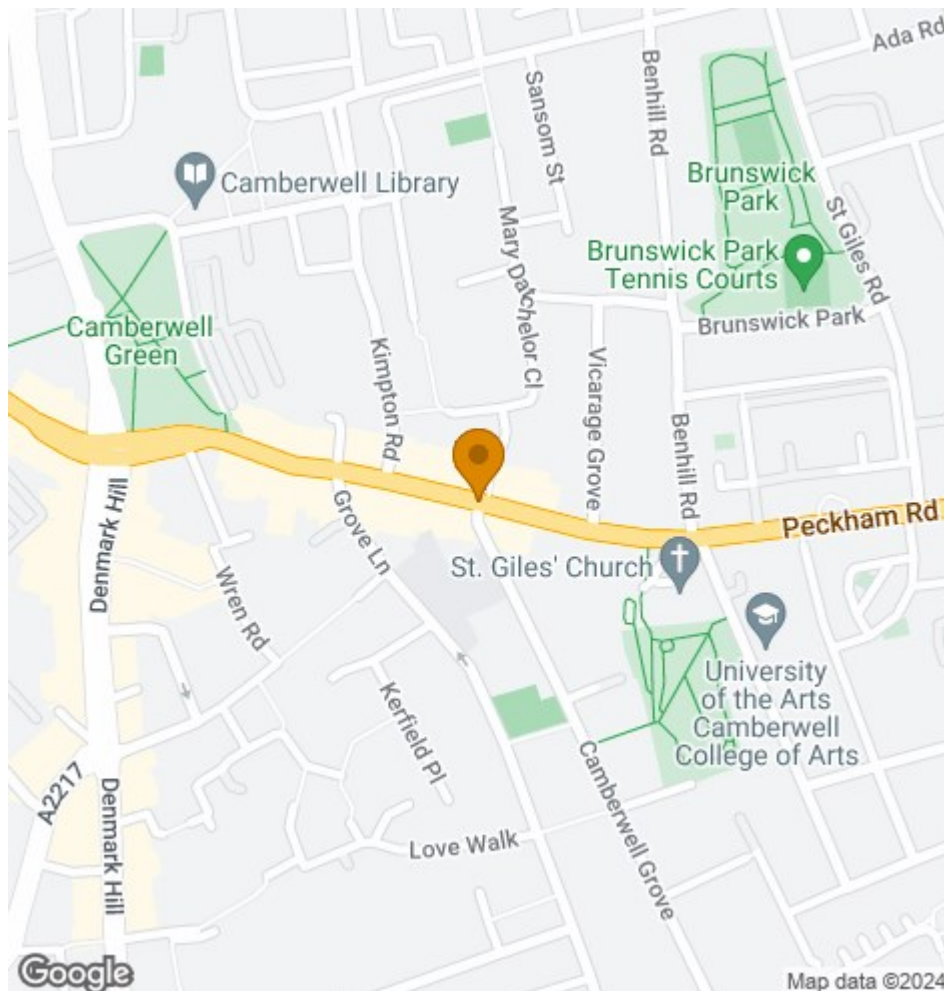 Ada Rd
Sansom St
Benhill Rd
Brunswick
Park
Camberwell Library
St Giles Rd
Mary Datchelor Cl
Brunswick Park
Tennis Courts
Camberwell
Green
Brunswick Park
Kimpton Rd
Vicarage Grove
Benhill Rd
Denmark Hill
Grove Ln
Peckham Rd
St. Giles' Church
Wren Rd
University
of the Arts
Camberwell
College of Arts
Kerfield Pl
A2217
Camberwell Grove
Denmark Hill
Love Walk
Google
Map data ©2024